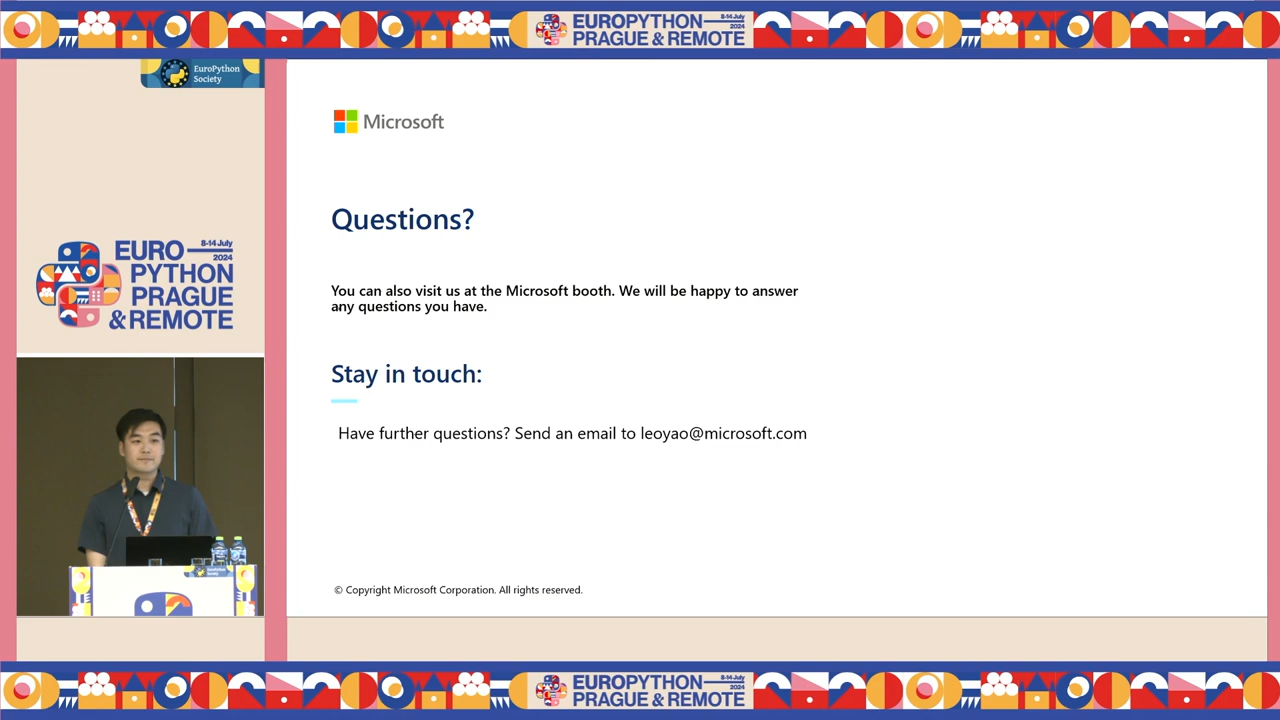 EUROPYTHON
8-14 July
2024
PRAGUE & REMOTE
EuroPython
Society
EURO
8-14 July
2024
PYTHON
PRAGUE
& REMOTE
Microsoft
Questions?
You can also visit us at the Microsoft booth. We will be happy to answer
any questions you have.
Stay in touch:
Have further questions? Send an email to leoyao@microsoft.com
© Copyright Microsoft Corporation. All rights reserved.
EuroPython
Society
EUROPYTHON
8-14 July
2024
PRAGUE & REMOTE